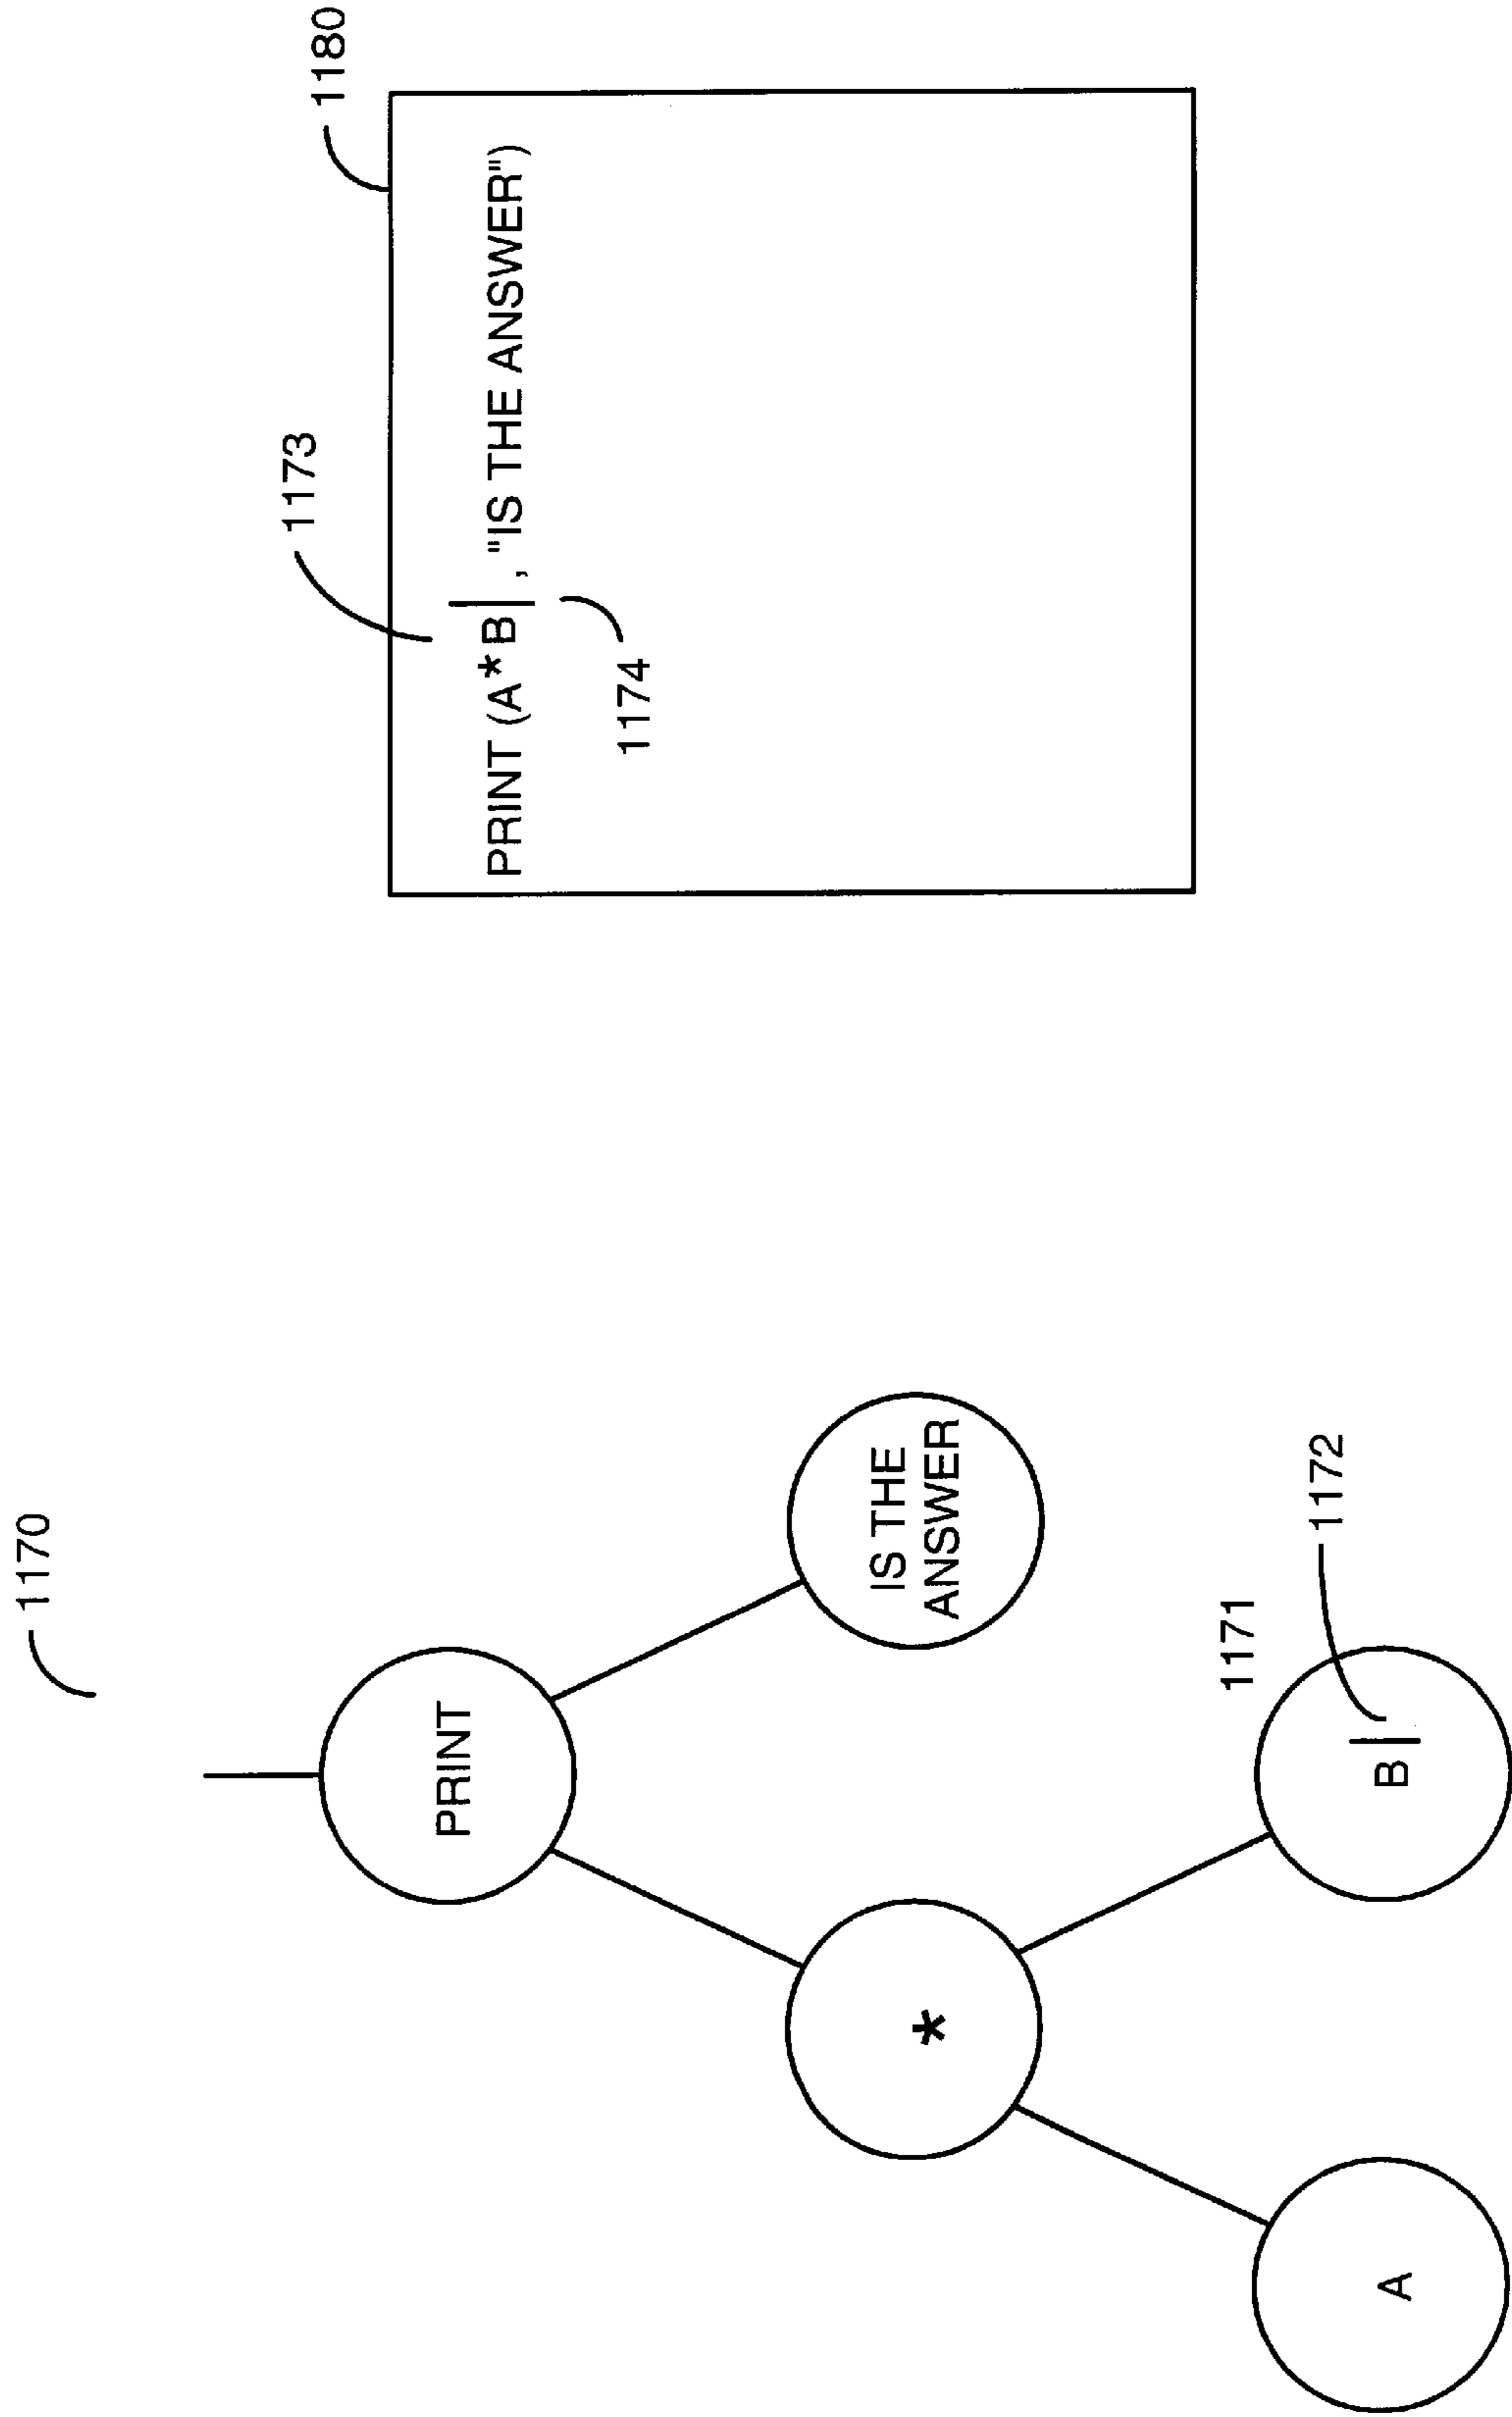 1170
PRINT
*
IS THE
ANSWER
A
B|
1171
1172
1180
1173
PRINT (A*B|, "IS THE ANSWER")
1174